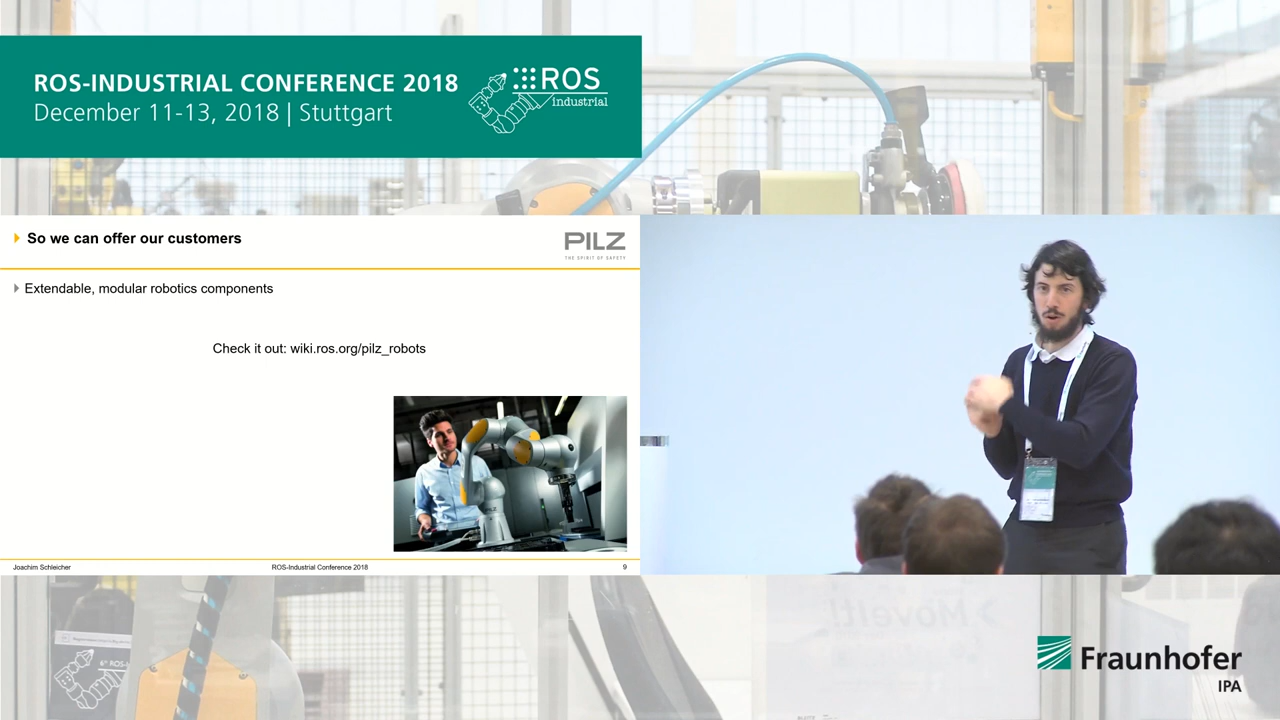 ROS-INDUSTRIAL CONFERENCE 2018
December 11-13, 2018 | Stuttgart
ROS
industrial
So we can offer our customers
PILZ
THE SPIRIT OF SAFETY
Extendable, modular robotics components
Check it out: wiki.ros.org/pilz_robots
Joachim Schleicher
ROS-Industrial Conference 2018
9
MoveIt!
Fraunhofer
IPA